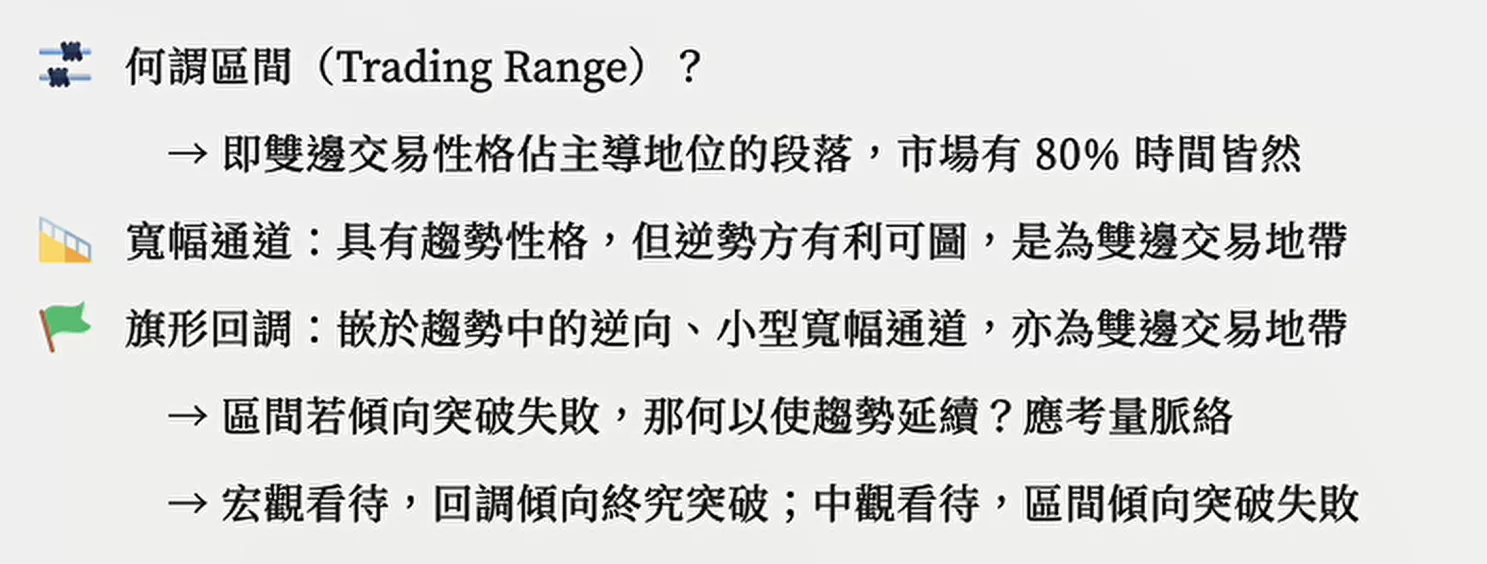 何謂區間（Trading Range）？
→ 即雙邊交易性格佔主導地位的段落，市場有 80% 時間皆然
寬幅通道：具有趨勢性格，但逆勢方有利可圖，是為雙邊交易地帶
旗形回調：嵌於趨勢中的逆向、小型寬幅通道，亦為雙邊交易地帶
→ 區間若傾向突破失敗，那何以使趨勢延續？應考量脈絡
→ 宏觀看待，回調傾向終究突破；中觀看待，區間傾向突破失敗